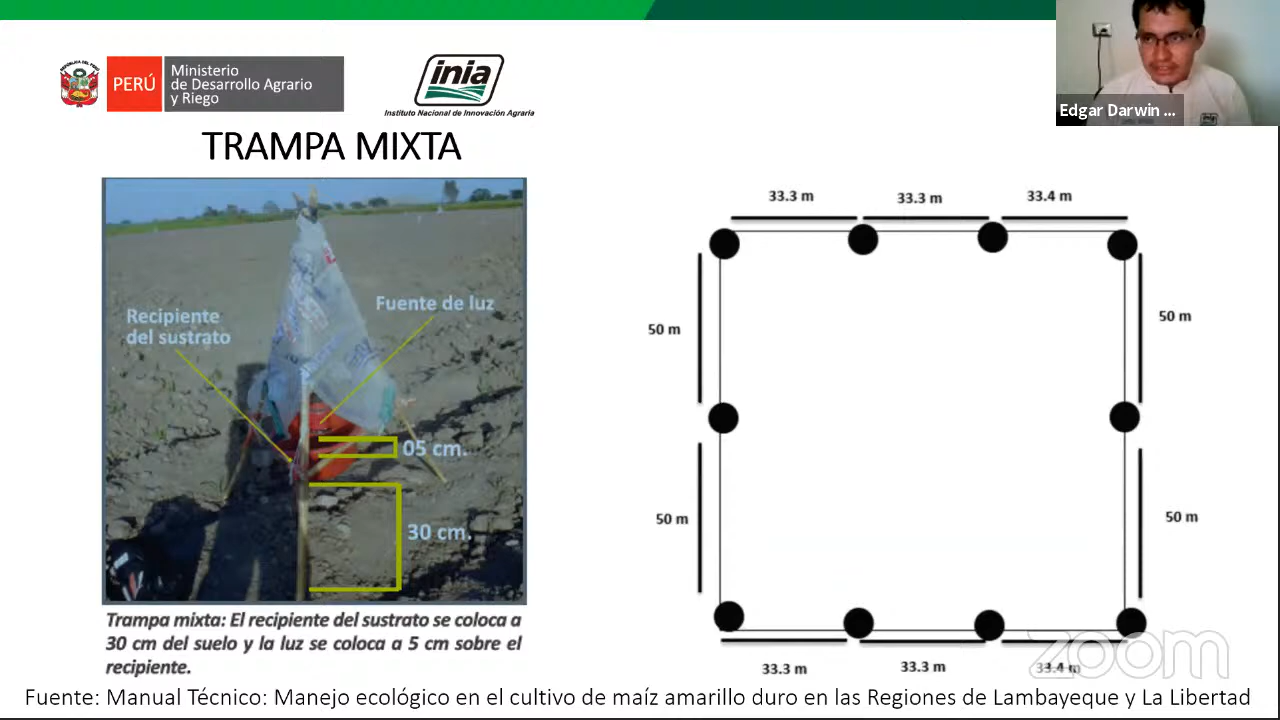 PERÚ
Ministerio
de Desarrollo Agrario
y Riego
inia
Instituto Nacional de Innovación Agraria
Edgar Darwin ...
TRAMPA MIXTA
Recipiente
del sustrato
Fuente de luz
05 cm.
30 cm.
Trampa mixta: El recipiente del sustrato se coloca a
30 cm del suelo y la luz se coloca a 5 cm sobre el
recipiente.
33.3 m
33.3 m
33.4 m
50 m
50 m
50 m
50 m
33.3 m
33.3 m
33.4 m
zoom
Fuente: Manual Técnico: Manejo ecológico en el cultivo de maíz amarillo duro en las Regiones de Lambayeque y La Libertad